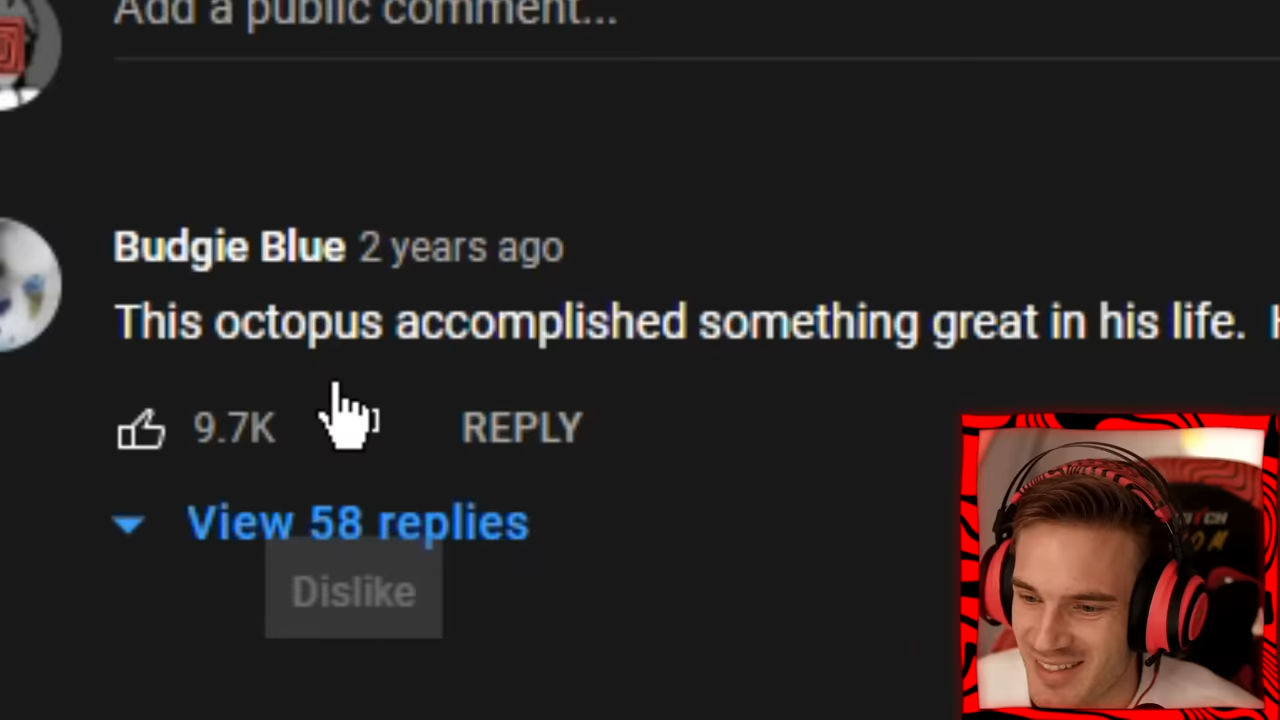 Add a public comment...
Budgie Blue 2 years ago
This octopus accomplished something great in his life.
9.7K
REPLY
View 58 replies
Dislike